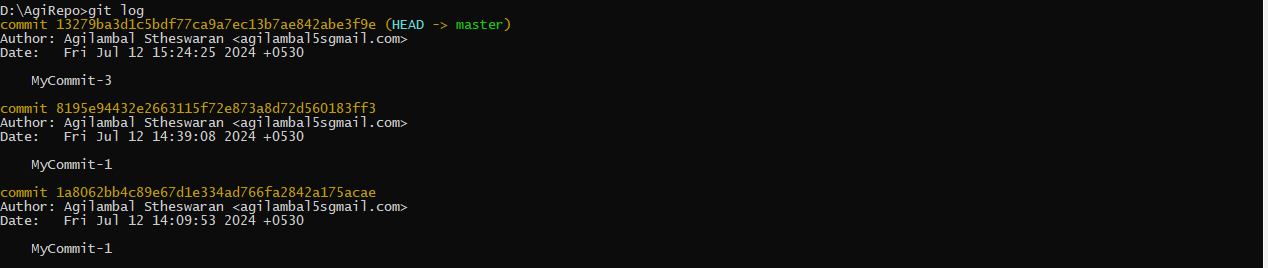 D:\AgiRepo>git log
commit 13279ba3d1c5bdf77ca9a7ec13b7ae842abe3f9e (HEAD -> master)
Author: Agilambal Stheswaran <agilambal5sgmail.com>
Date:   Fri Jul 12 15:24:25 2024 +0530
MyCommit-3
commit 8195e94432e2663115f72e873a8d72d560183ff3
Author: Agilambal Stheswaran <agilambal5sgmail.com>
Date:   Fri Jul 12 14:39:08 2024 +0530
MyCommit-1
commit 1a8062bb4c89e67d1e334ad766fa2842a175acae
Author: Agilambal Stheswaran <agilambal5sgmail.com>
Date:   Fri Jul 12 14:09:53 2024 +0530
MyCommit-1